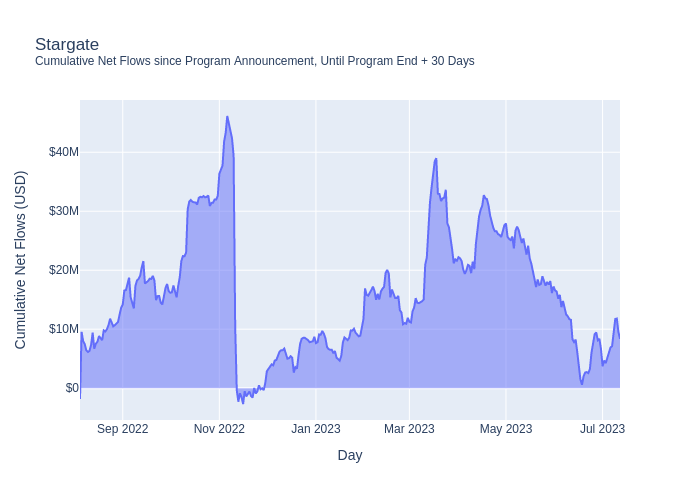 Stargate
Cumulative Net Flows since Program Announcement, Until Program End + 30 Days
Cumulative Net Flows (USD)
$40M
$30M
$20M
$10M
$0
Sep 2022
Nov 2022
Jan 2023
Mar 2023
May 2023
Jul 2023
Day